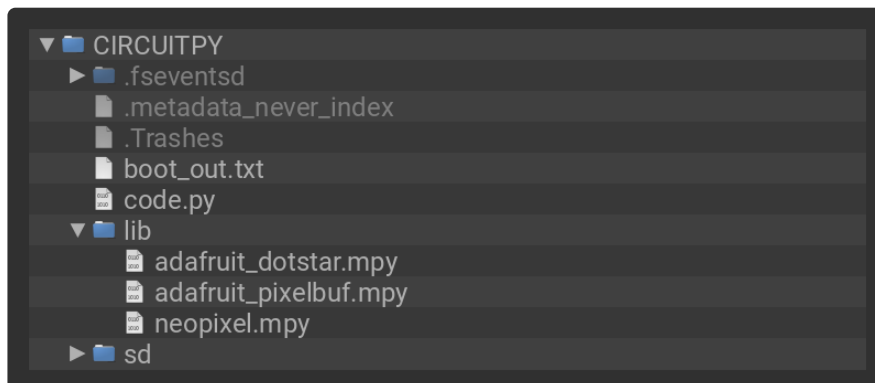 CIRCUITPY
.fseventsd
.metadata_never_index
.Trashes
boot_out.txt
code.py
lib
adafruit_dotstar.mpy
adafruit_pixelbuf.mpy
neopixel.mpy
sd